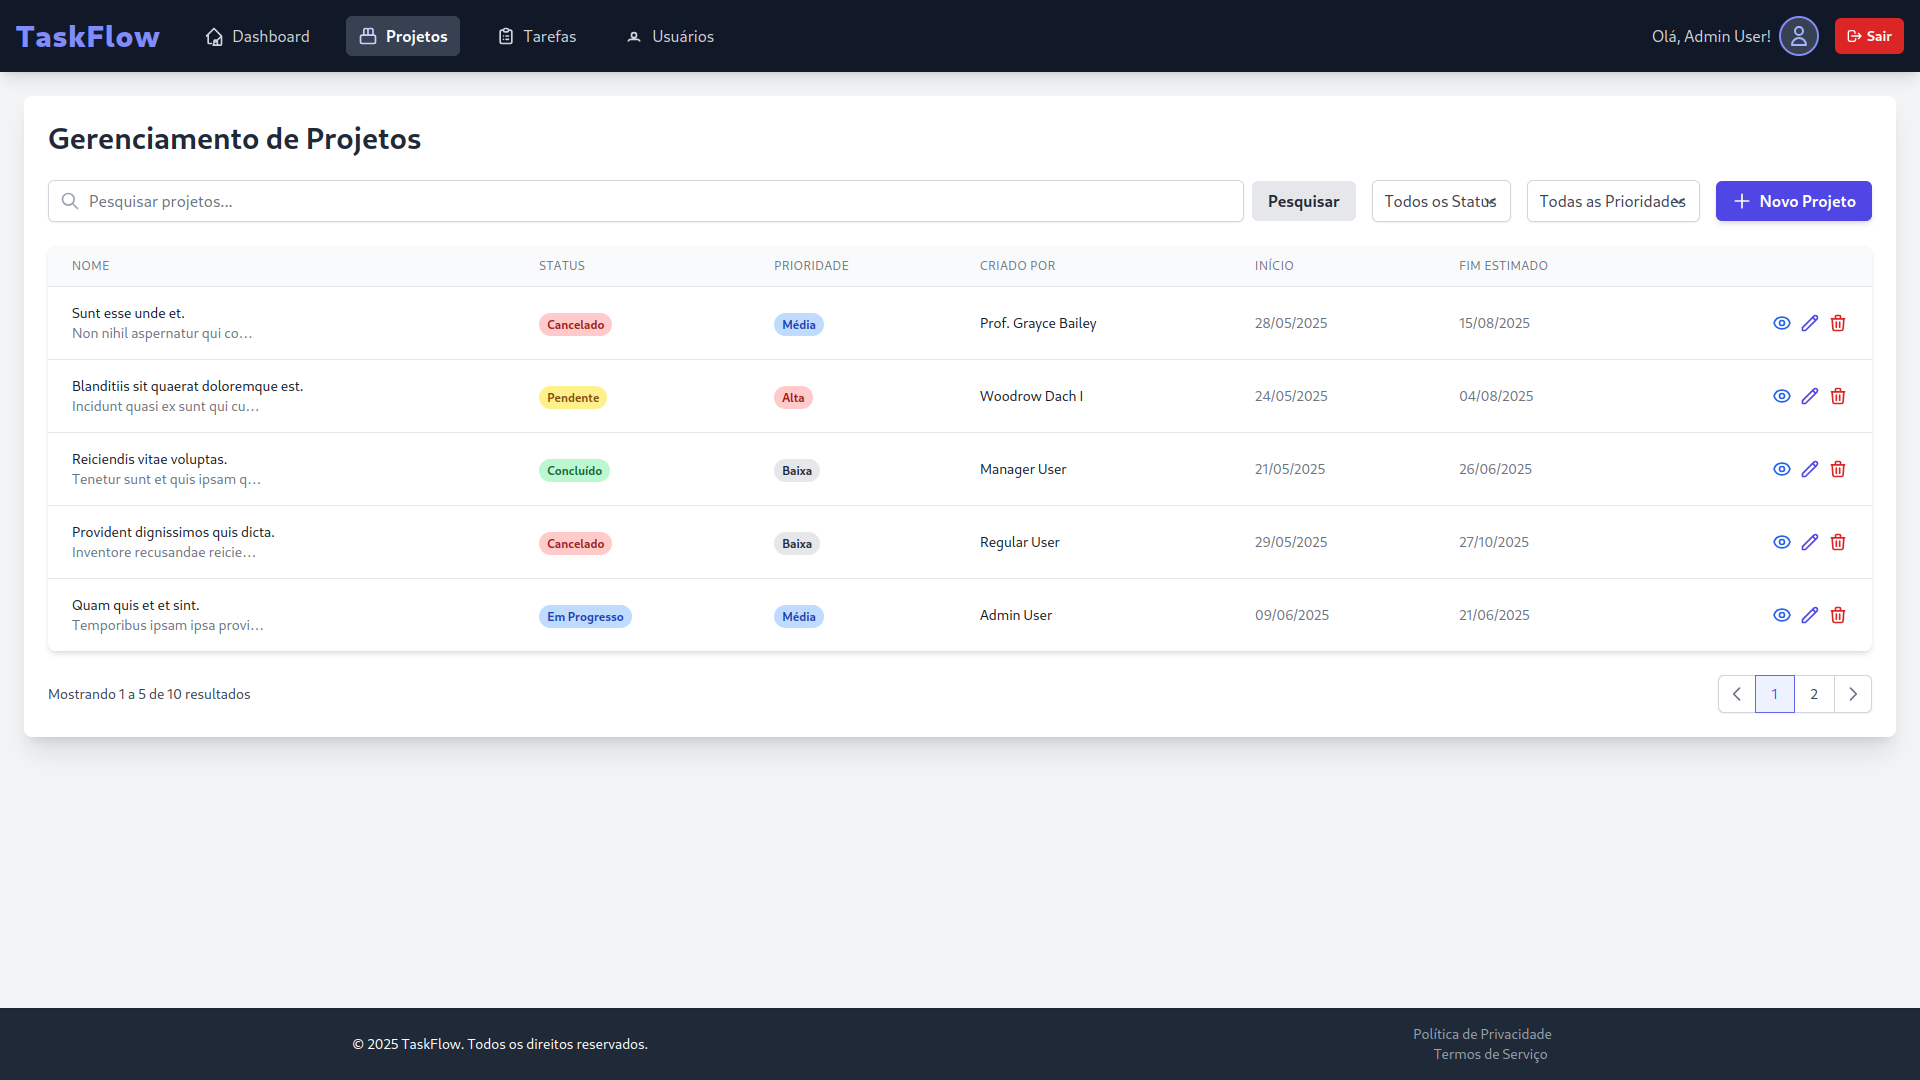 TaskFlow Dashboard Projetos Tarefas Usuários Olá, Admin User! Sair
Gerenciamento de Projetos
Pesquisar projetos... Pesquisar Todos os Status Todas as Prioridades Novo Projeto
NOME STATUS PRIORIDADE CRIADO POR INÍCIO FIM ESTIMADO
Sunt esse unde et.
Non nihil aspernatur qui co...
Cancelado Média Prof. Grayce Bailey 28/05/2025 15/08/2025
Blanditiis sit quaerat doloremque est.
Incidunt quasi ex sunt qui cu...
Pendente Alta Woodrow Dach I 24/05/2025 04/08/2025
Reiciendis vitae voluptas.
Tenetur sunt et quis ipsam q...
Concluído Baixa Manager User 21/05/2025 26/06/2025
Provident dignissimos quis dicta.
Inventore recusandae reicie...
Cancelado Baixa Regular User 29/05/2025 27/10/2025
Quam quis et et sint.
Temporibus ipsam ipsa provi...
Em Progresso Média Admin User 09/06/2025 21/06/2025
Mostrando 1 a 5 de 10 resultados 1 2
© 2025 TaskFlow. Todos os direitos reservados.
Política de Privacidade
Termos de Serviço